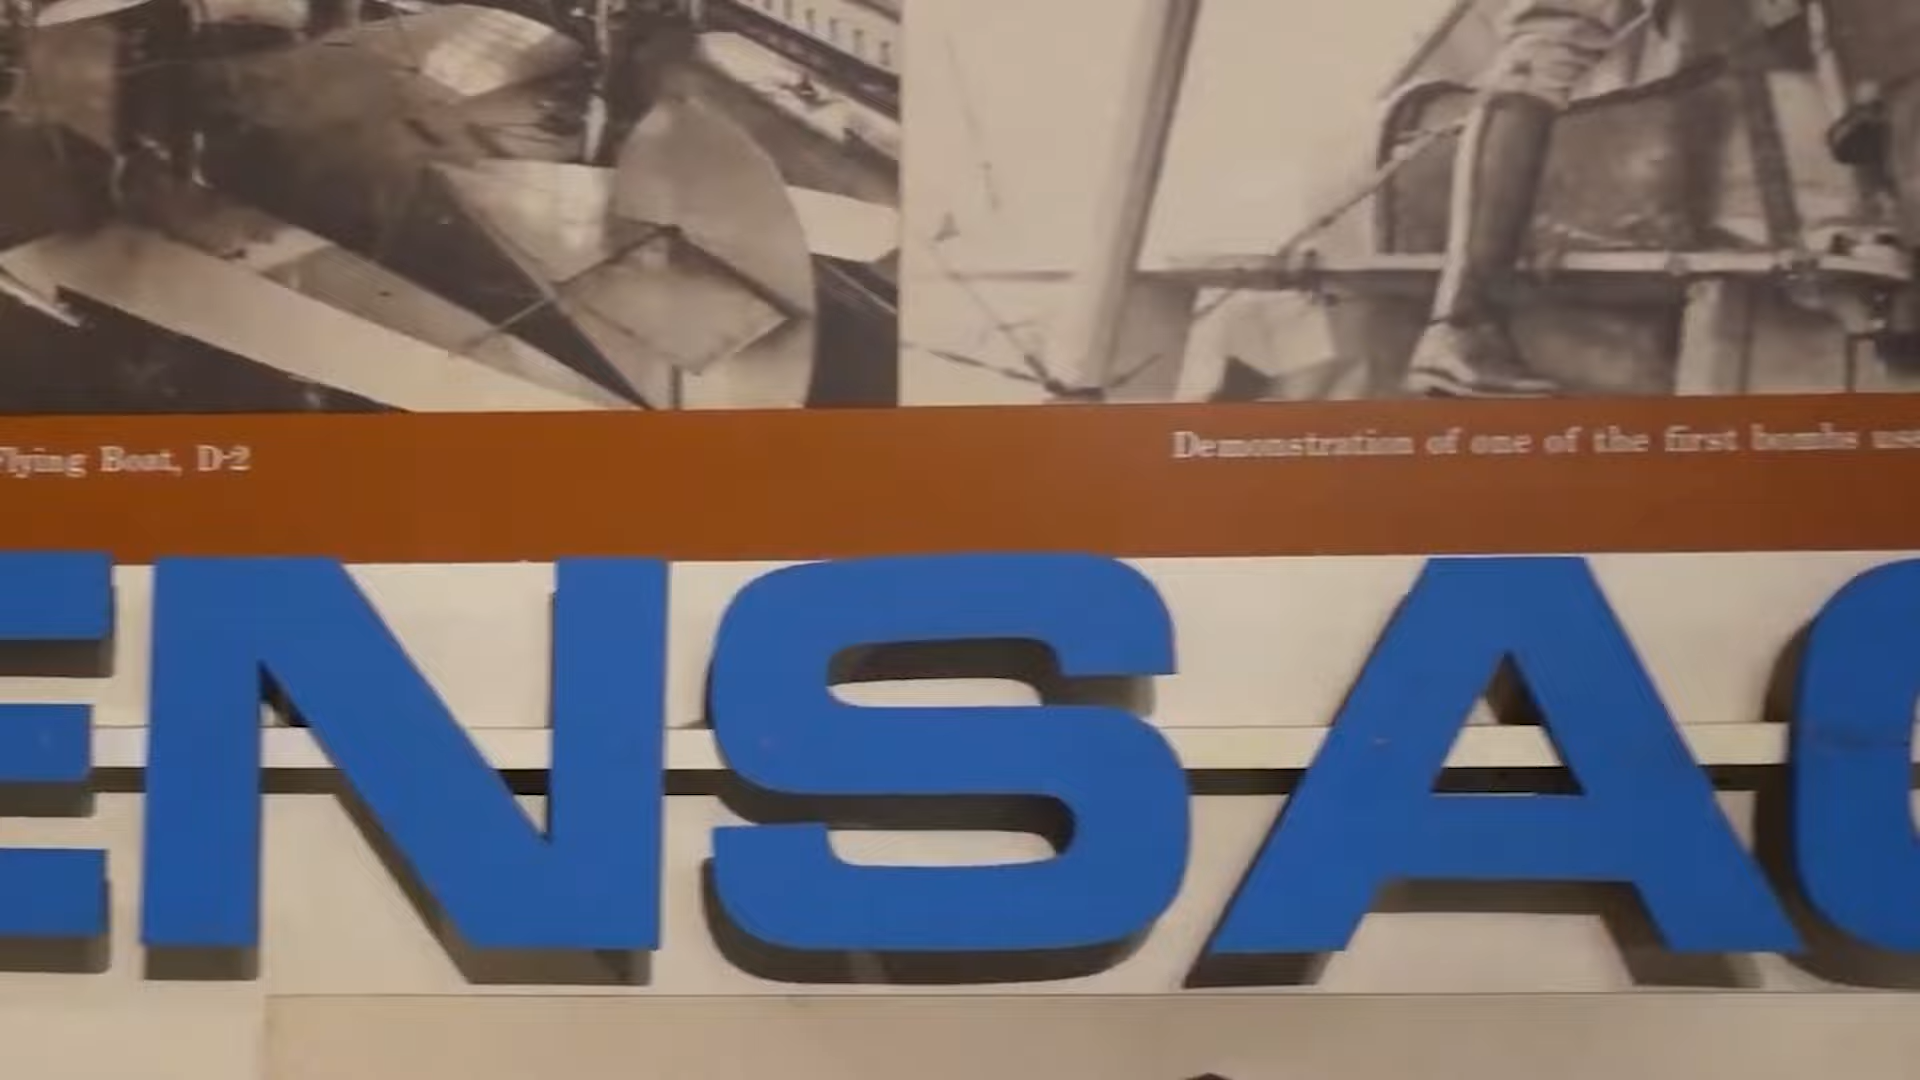 Flying Boat, D-2
Demonstration of one of the first bombs use
ENSAC